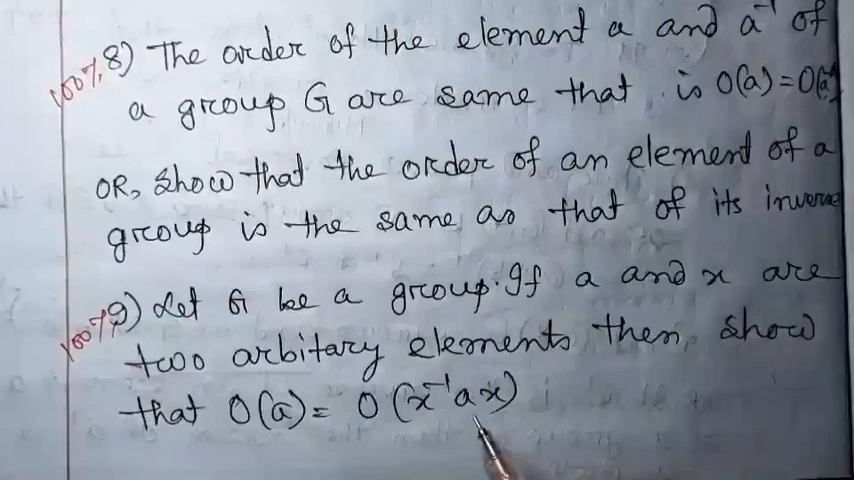 100% 8) The order of the element a and a⁻¹ of
a group G are same that is O(a)=O(a⁻¹)
OR, Show that the order of an element of a
group is the same as that of its inverse
100% 9) Let G be a group. If a and x are
two arbitary elements then show
that O(a) = O(x⁻¹ax)